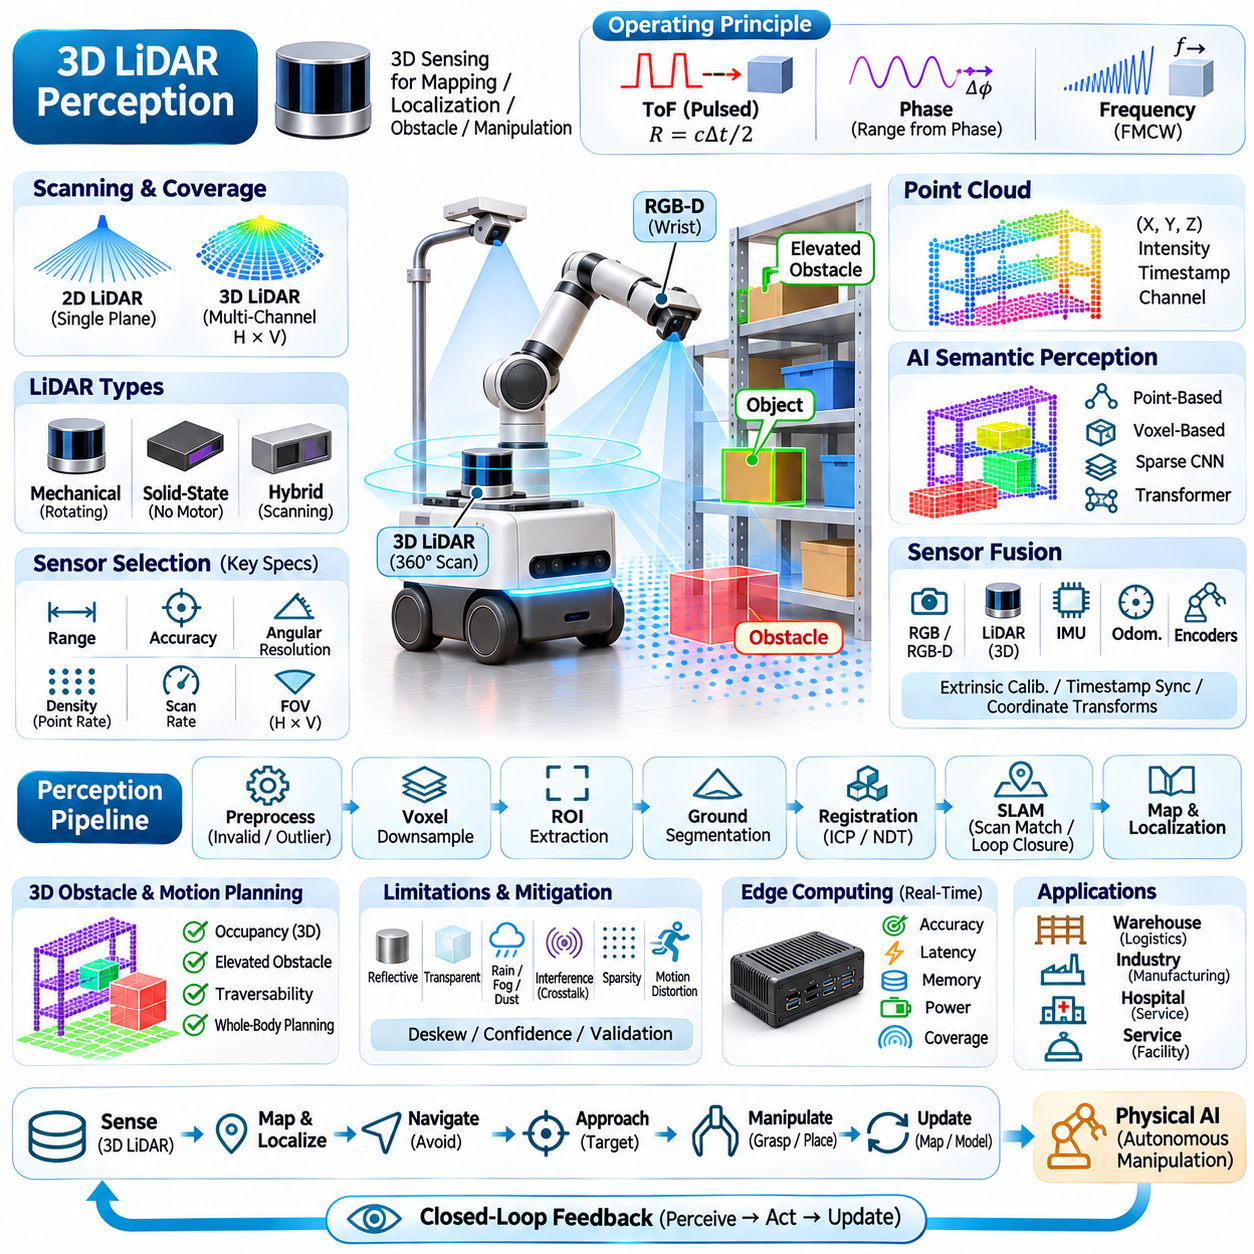 3D LiDAR
Perception
3D Sensing
for Mapping /
Localization /
Obstacle / Manipulation
Operating Principle
ToF (Pulsed)
R = cΔt/2
Δϕ
Phase
(Range from Phase)
f→
Frequency
(FMCW)
Scanning & Coverage
2D LiDAR
(Single Plane)
3D LiDAR
(Multi-Channel
H × V)
LiDAR Types
Mechanical
(Rotating)
Solid-State
(No Motor)
Hybrid
(Scanning)
Sensor Selection (Key Specs)
Range
Accuracy
Angular
Resolution
Density
(Point Rate)
Scan
Rate
FOV
(H × V)
RGB-D
(Wrist)
Elevated
Obstacle
Object
3D LiDAR
(360° Scan)
Obstacle
Point Cloud
(X, Y, Z)
Intensity
Timestamp
Channel
AI Semantic Perception
Point-Based
Voxel-Based
Sparse CNN
Transformer
Sensor Fusion
RGB /
RGB-D
LiDAR
(3D)
IMU
Odom.
Encoders
Extrinsic Calib. / Timestamp Sync /
Coordinate Transforms
Perception
Pipeline
Preprocess
(Invalid / Outlier)
Voxel
Downsample
ROI
Extraction
Ground
Segmentation
Registration
(ICP / NDT)
SLAM
(Scan Match /
Loop Closure)
Map &
Localization
3D Obstacle & Motion Planning
Occupancy (3D)
Elevated Obstacle
Traversability
Whole-Body Planning
Limitations & Mitigation
Reflective
Transparent
Rain /
Fog /
Dust
Interference
(Crosstalk)
Sparsity
Motion
Distortion
Deskew / Confidence / Validation
Edge Computing (Real-Time)
Accuracy
Latency
Memory
Power
Coverage
Applications
Warehouse
(Logistics)
Industry
(Manufacturing)
Hospital
(Service)
Service
(Facility)
Sense
(3D LiDAR)
Map &
Localize
Navigate
(Avoid)
Approach
(Target)
Manipulate
(Grasp / Place)
Update
(Map / Model)
Physical AI
(Autonomous
Manipulation)
Closed-Loop Feedback (Perceive → Act → Update)